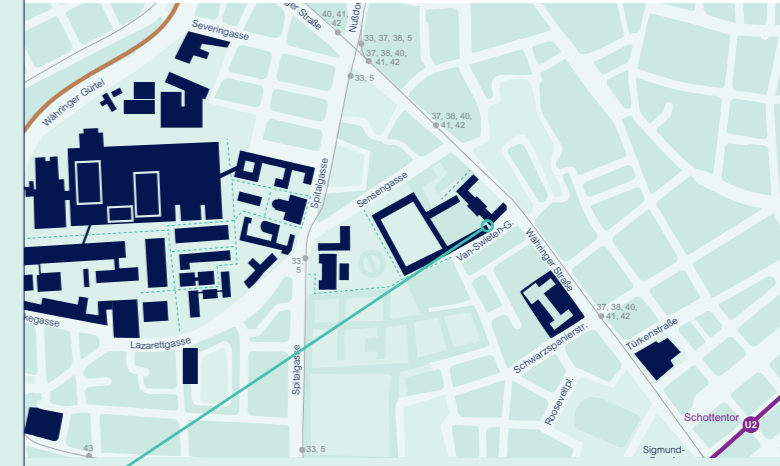 40, 41,
42
ger Straße
Nußdor
33, 37, 38, 5
Severingasse
37, 38, 40,
41, 42
33, 5
Währinger Gürtel
37, 38, 40,
41, 42
Spitalgasse
Sensengasse
Van-Swieten-G.
Währinger Straße
33,
5
37, 38, 40,
41, 42
kegasse
Lazarettgasse
Türkenstraße
Schwarzspanierstr.
Spitalgasse
Rooseveltpl.
Schottentor
U2
43
33, 5
Sigmund-